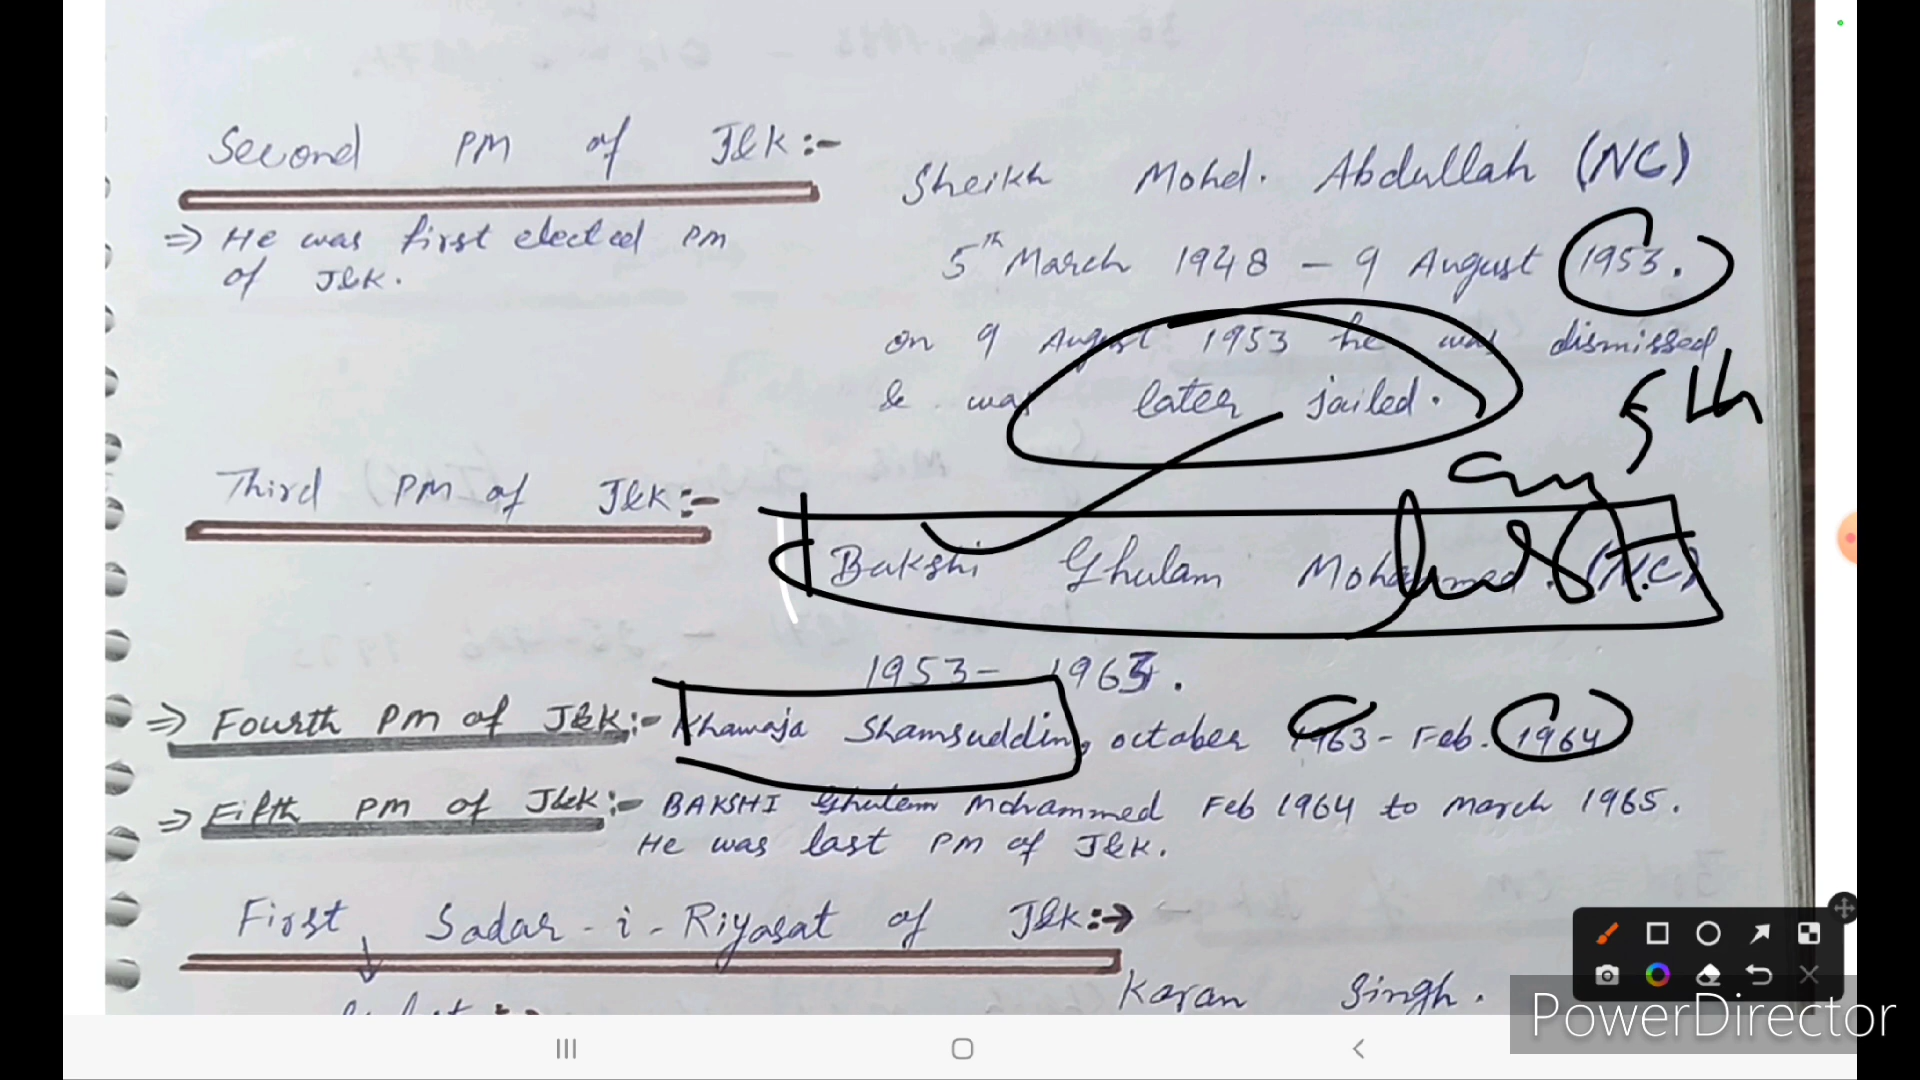 Second PM of J&K:-
Sheikh Mohd. Abdullah (NC)
⇒ He was first elected PM
of J&K.
5th March 1948 - 9 August 1953.
on 9 August 1953 he was dismissed
& was later jailed.
5th
Third PM of J&K:-
Bakshi Ghulam Mohammed. (N.C)
1953- 1963.
⇒ Fourth PM of J&K:- Khawaja Shamsuddin, october 1963- Feb. 1964
⇒ Fifth PM of J&K:- BAKSHI Ghulam Mohammed Feb 1964 to March 1965.
He was last PM of J&K.
First Sadar-i-Riyasat of J&K:→
Karan Singh.
PowerDirector